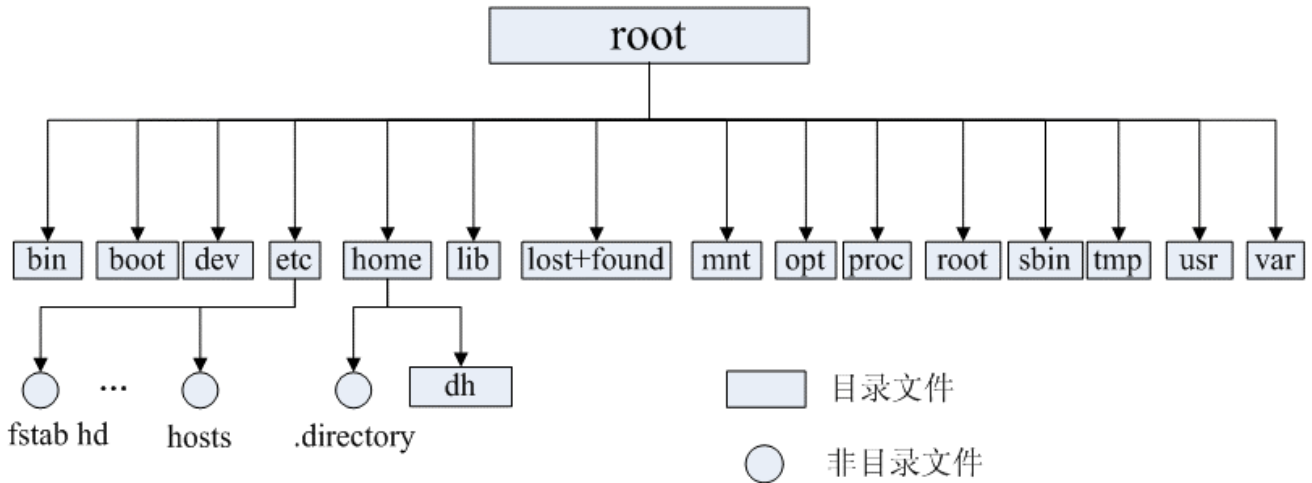 root
bin boot dev etc home lib lost+found mnt opt proc root sbin tmp usr var
... dh 目录文件
fstab hd hosts .directory
非目录文件